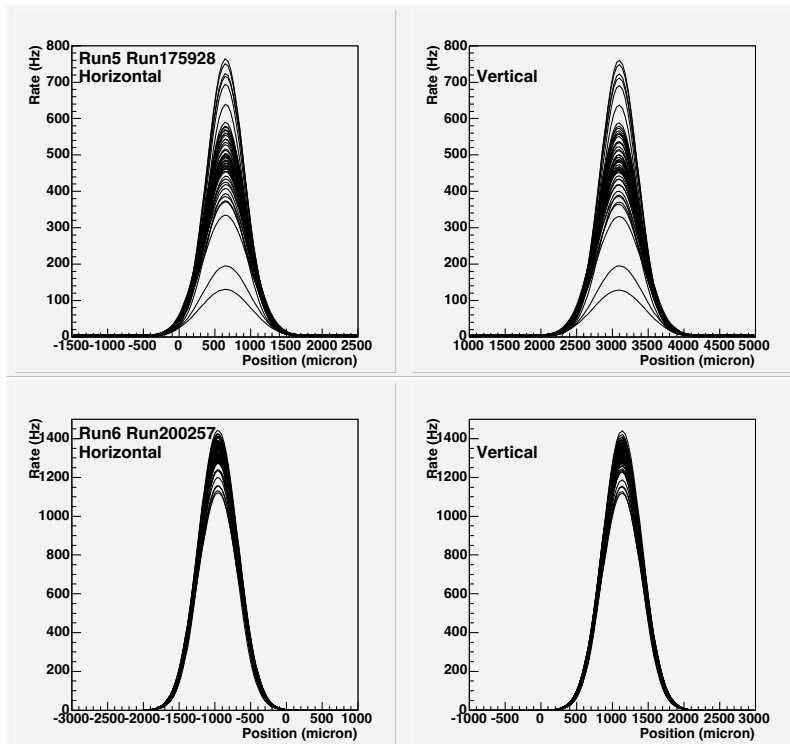 Run5 Run175928
Horizontal
Rate (Hz)
800
700
600
500
400
300
200
100
0
-1500-1000 -500 0 500 1000 1500 2000 2500
Position (micron)
Vertical
Rate (Hz)
800
700
600
500
400
300
200
100
0
1000 1500 2000 2500 3000 3500 4000 4500 5000
Position (micron)
Run6 Run200257
Horizontal
Rate (Hz)
1400
1200
1000
800
600
400
200
0
-3000-2500-2000-1500-1000 -500 0 500 1000
Position (micron)
Vertical
Rate (Hz)
1400
1200
1000
800
600
400
200
0
-1000 -500 0 500 1000 1500 2000 2500 3000
Position (micron)